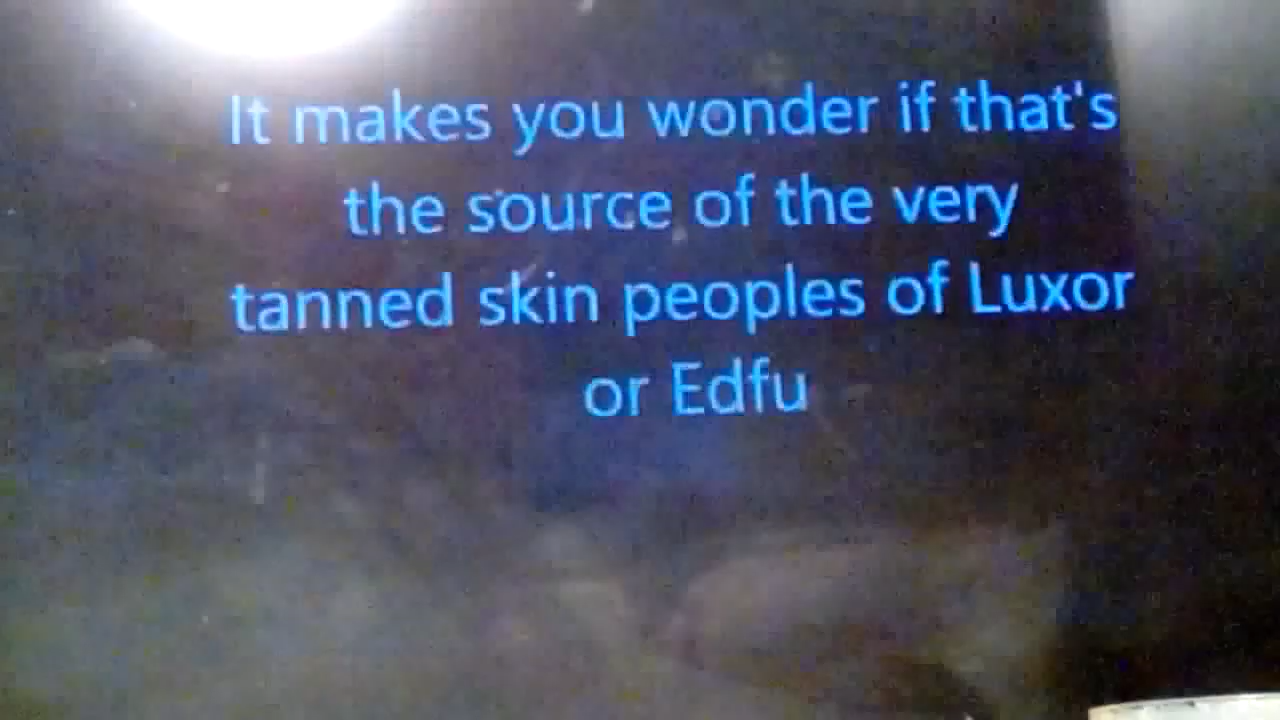 It makes you wonder if that's
the source of the very
tanned skin peoples of Luxor
or Edfu